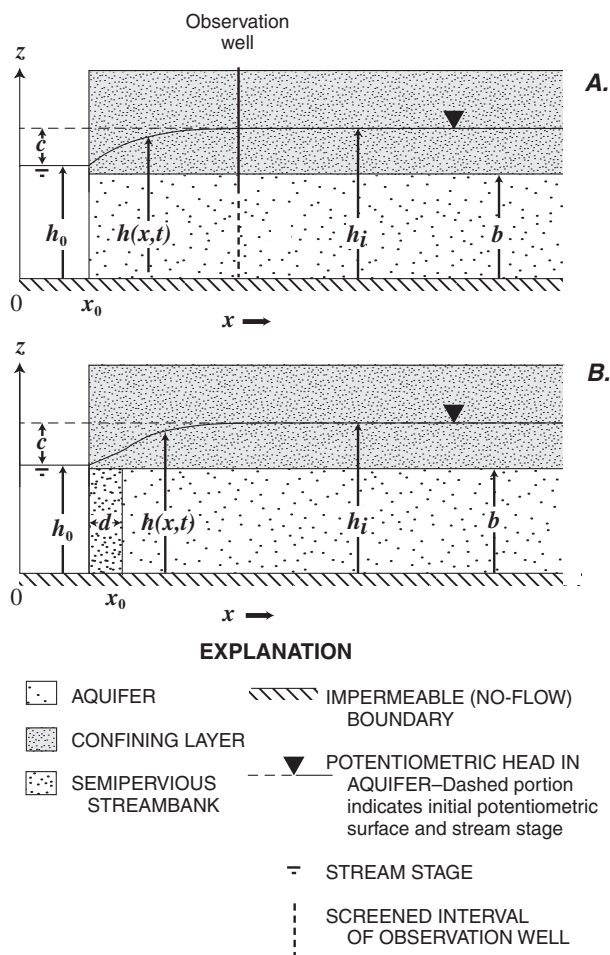 Observation
well
z
A.
c
h0
h(x,t)
hi
b
0
x0
x
z
B.
c
d
h0
h(x,t)
hi
b
0
x0
x
EXPLANATION
AQUIFER
CONFINING LAYER
SEMIPERVIOUS
STREAMBANK
IMPERMEABLE (NO-FLOW)
BOUNDARY
POTENTIOMETRIC HEAD IN
AQUIFER–Dashed portion
indicates initial potentiometric
surface and stream stage
STREAM STAGE
SCREENED INTERVAL
OF OBSERVATION WELL